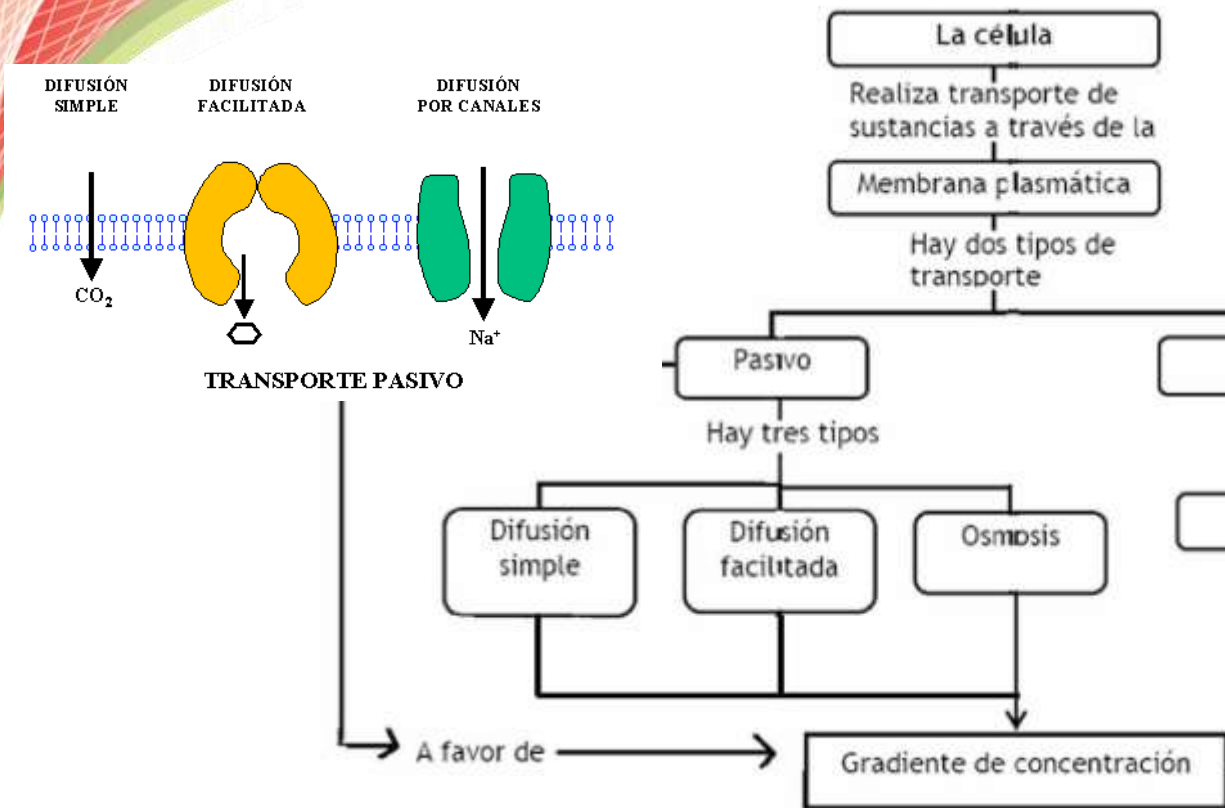 DIFUSIÓN
SIMPLE
DIFUSIÓN
FACILITADA
DIFUSIÓN
POR CANALES
CO₂
Na⁺
TRANSPORTE PASIVO
La célula
Realiza transporte de
sustancias a través de la
Membrana plasmática
Hay dos tipos de
transporte
Pasivo
Hay tres tipos
Difusión
simple
Difusión
facilitada
Osmosis
A favor de
Gradiente de concentración